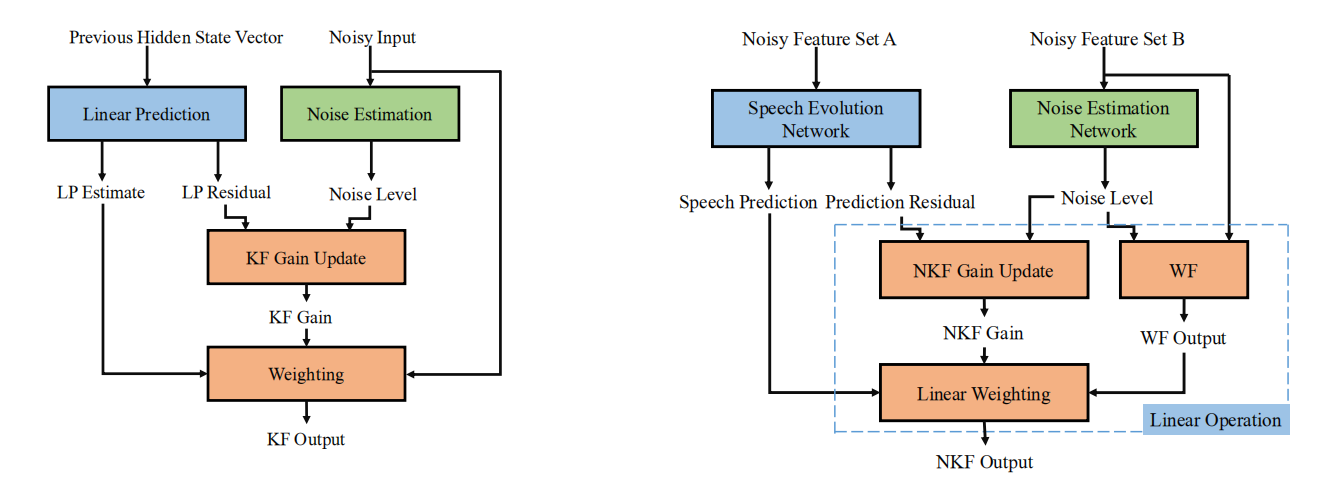 Previous Hidden State Vector
Noisy Input
Linear Prediction
Noise Estimation
LP Estimate
LP Residual
Noise Level
KF Gain Update
KF Gain
Weighting
KF Output
Noisy Feature Set A
Noisy Feature Set B
Speech Evolution
Network
Noise Estimation
Network
Speech Prediction
Prediction Residual
Noise Level
NKF Gain Update
WF
NKF Gain
WF Output
Linear Weighting
Linear Operation
NKF Output